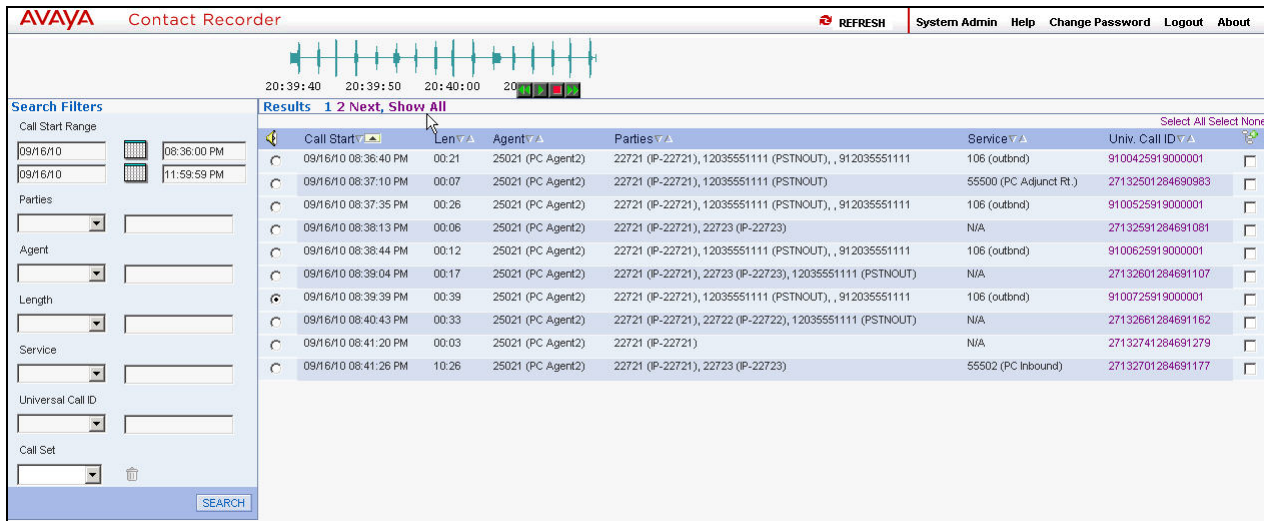 AVAYA Contact Recorder REFRESH System Admin Help Change Password Logout About
20:39:40 20:39:50 20:40:00 20
Search Filters
Results 1 2 Next, Show All
Select All Select None
Call Start Range
09/16/10 08:36:00 PM
09/16/10 11:59:59 PM
Parties
Agent
Length
Service
Universal Call ID
Call Set
SEARCH
Call Start Len Agent Parties Service Univ. Call ID
09/16/10 08:36:40 PM 00:21 25021 (PC Agent2) 22721 (IP-22721), 12035551111 (PSTNOUT), , 912035551111 106 (outbnd) 9100425919000001
09/16/10 08:37:10 PM 00:07 25021 (PC Agent2) 22721 (IP-22721), 12035551111 (PSTNOUT) 55500 (PC Adjunct Rt.) 27132501284690983
09/16/10 08:37:35 PM 00:26 25021 (PC Agent2) 22721 (IP-22721), 12035551111 (PSTNOUT), , 912035551111 106 (outbnd) 9100525919000001
09/16/10 08:38:13 PM 00:06 25021 (PC Agent2) 22721 (IP-22721), 22723 (IP-22723) N/A 27132591284691081
09/16/10 08:38:44 PM 00:12 25021 (PC Agent2) 22721 (IP-22721), 12035551111 (PSTNOUT), , 912035551111 106 (outbnd) 9100625919000001
09/16/10 08:39:04 PM 00:17 25021 (PC Agent2) 22721 (IP-22721), 22723 (IP-22723), 12035551111 (PSTNOUT) N/A 27132601284691107
09/16/10 08:39:39 PM 00:39 25021 (PC Agent2) 22721 (IP-22721), 12035551111 (PSTNOUT), , 912035551111 106 (outbnd) 9100725919000001
09/16/10 08:40:43 PM 00:33 25021 (PC Agent2) 22721 (IP-22721), 22722 (IP-22722), 12035551111 (PSTNOUT) N/A 27132661284691162
09/16/10 08:41:20 PM 00:03 25021 (PC Agent2) 22721 (IP-22721) N/A 27132741284691279
09/16/10 08:41:26 PM 10:26 25021 (PC Agent2) 22721 (IP-22721), 22723 (IP-22723) 55502 (PC Inbound) 27132701284691177